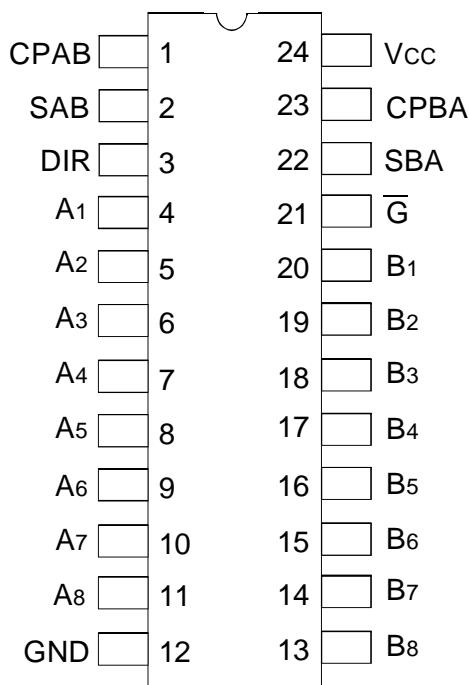 CPAB 1 24 Vcc
SAB 2 23 CPBA
DIR 3 22 SBA
A1 4 21 G̅
A2 5 20 B1
A3 6 19 B2
A4 7 18 B3
A5 8 17 B4
A6 9 16 B5
A7 10 15 B6
A8 11 14 B7
GND 12 13 B8